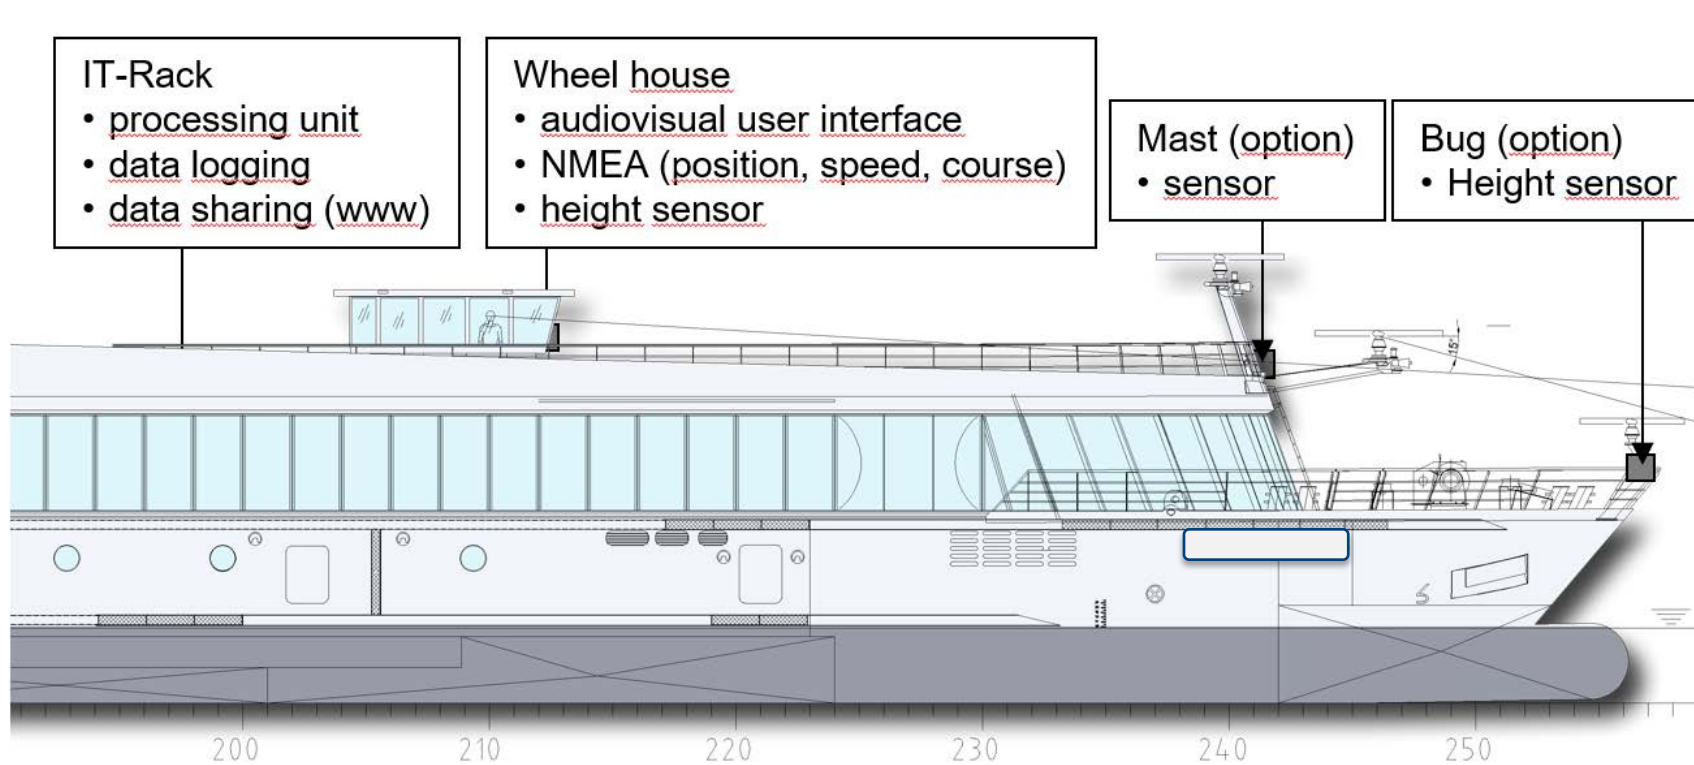 IT-Rack
• processing unit
• data logging
• data sharing (www)
Wheel house
• audiovisual user interface
• NMEA (position, speed, course)
• height sensor
Mast (option)
• sensor
Bug (option)
• Height sensor
15°
200 210 220 230 240 250